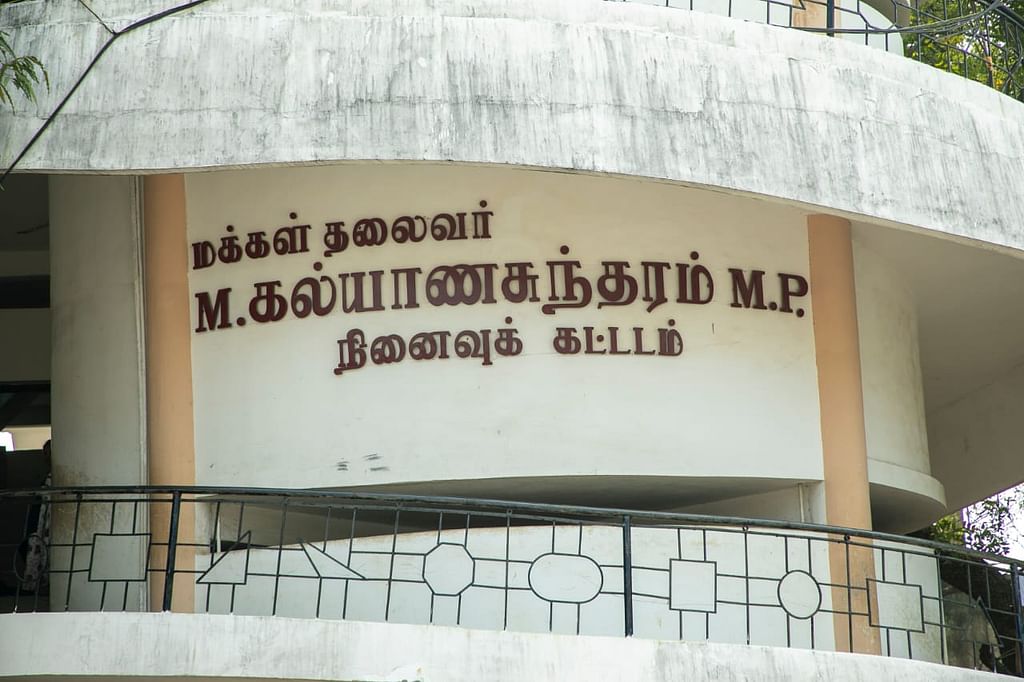 மக்கள் தலைவர்
M.கல்யாணசுந்தரம் M.P.
நினைவுக் கட்டடம்